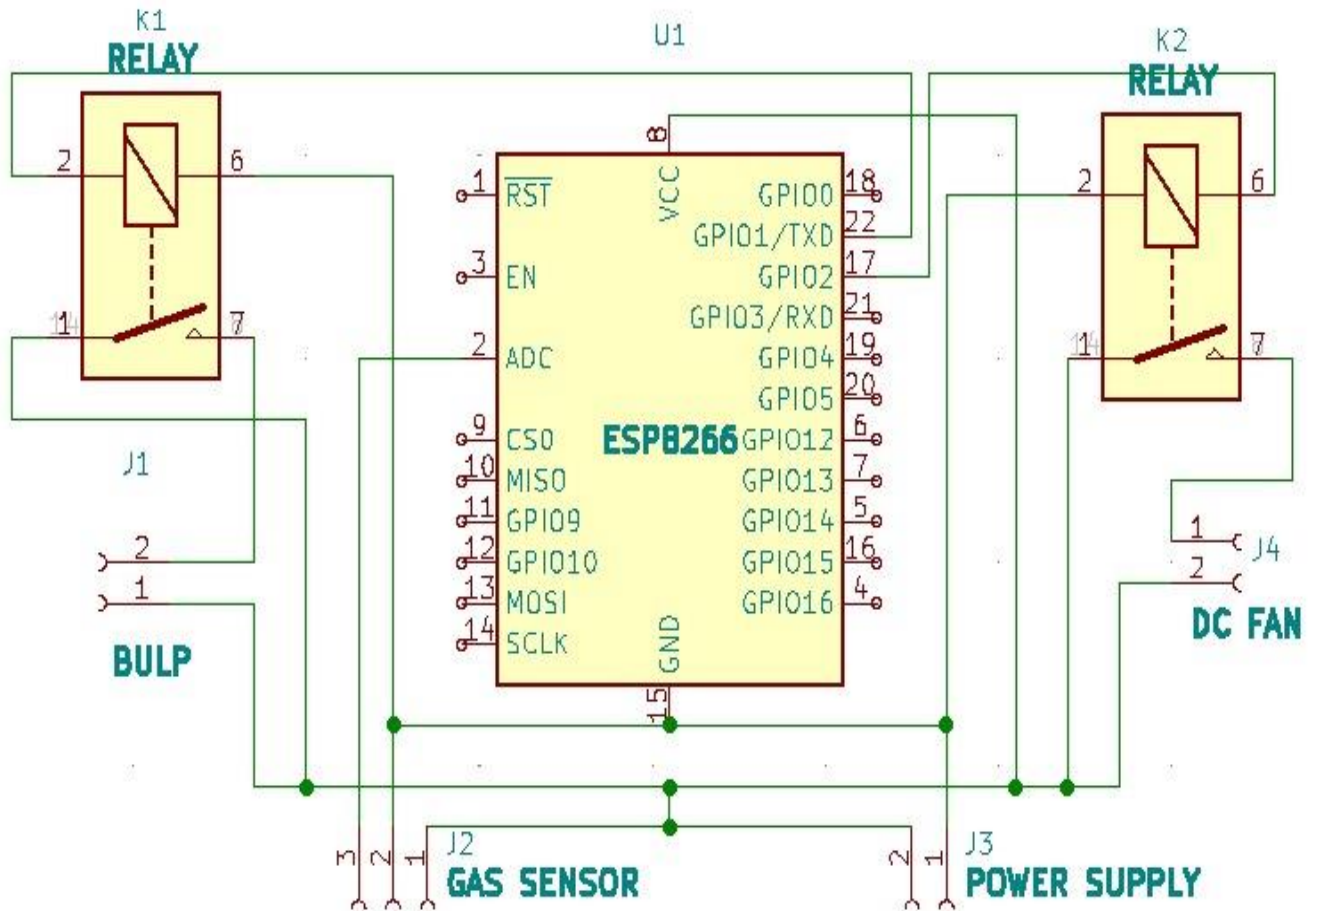 K1
RELAY
U1
K2
RELAY
2
6
1
7
8
VCC
1
RST
3
EN
2
ADC
9
CS0
10
MISO
11
GPIO9
12
GPIO10
13
MOSI
14
SCLK
ESP8266
GPIO0
18
GPIO1/TXD
22
GPIO2
17
GPIO3/RXD
21
GPIO4
19
GPIO5
20
GPIO12
6
GPIO13
7
GPIO14
5
GPIO15
16
GPIO16
4
GND
15
2
6
1
J1
2
1
BULP
1
2
J4
DC FAN
3
2
1
J2
GAS SENSOR
2
1
J3
POWER SUPPLY